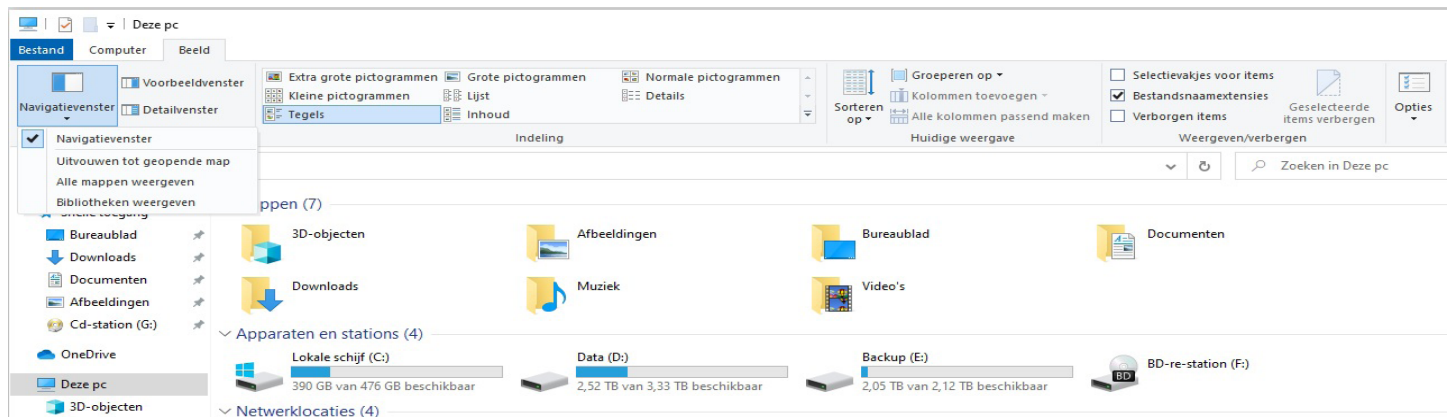 Deze pc
Bestand Computer Beeld
Navigatievenster
Voorbeeldvenster
Detailvenster
Extra grote pictogrammen Grote pictogrammen Normale pictogrammen
Kleine pictogrammen Lijst Details
Tegels Inhoud
Indeling
Sorteren op
Groeperen op
Kolommen toevoegen
Alle kolommen passend maken
Huidige weergave
Selectievakjes voor items
Bestandsnaamextensies
Verborgen items
Geselecteerde
items verbergen
Weergeven/verbergen
Opties
Navigatievenster
Uitvouwen tot geopende map
Alle mappen weergeven
Bibliotheken weergeven
Zoeken in Deze pc
Bureaublad
Downloads
Documenten
Afbeeldingen
Cd-station (G:)
OneDrive
Deze pc
3D-objecten
ppen (7)
3D-objecten Afbeeldingen Bureaublad Documenten
Downloads Muziek Video's
Apparaten en stations (4)
Lokale schijf (C:) Data (D:) Backup (E:) BD-re-station (F:)
BD
390 GB van 476 GB beschikbaar 2,52 TB van 3,33 TB beschikbaar 2,05 TB van 2,12 TB beschikbaar
Netwerklocaties (4)